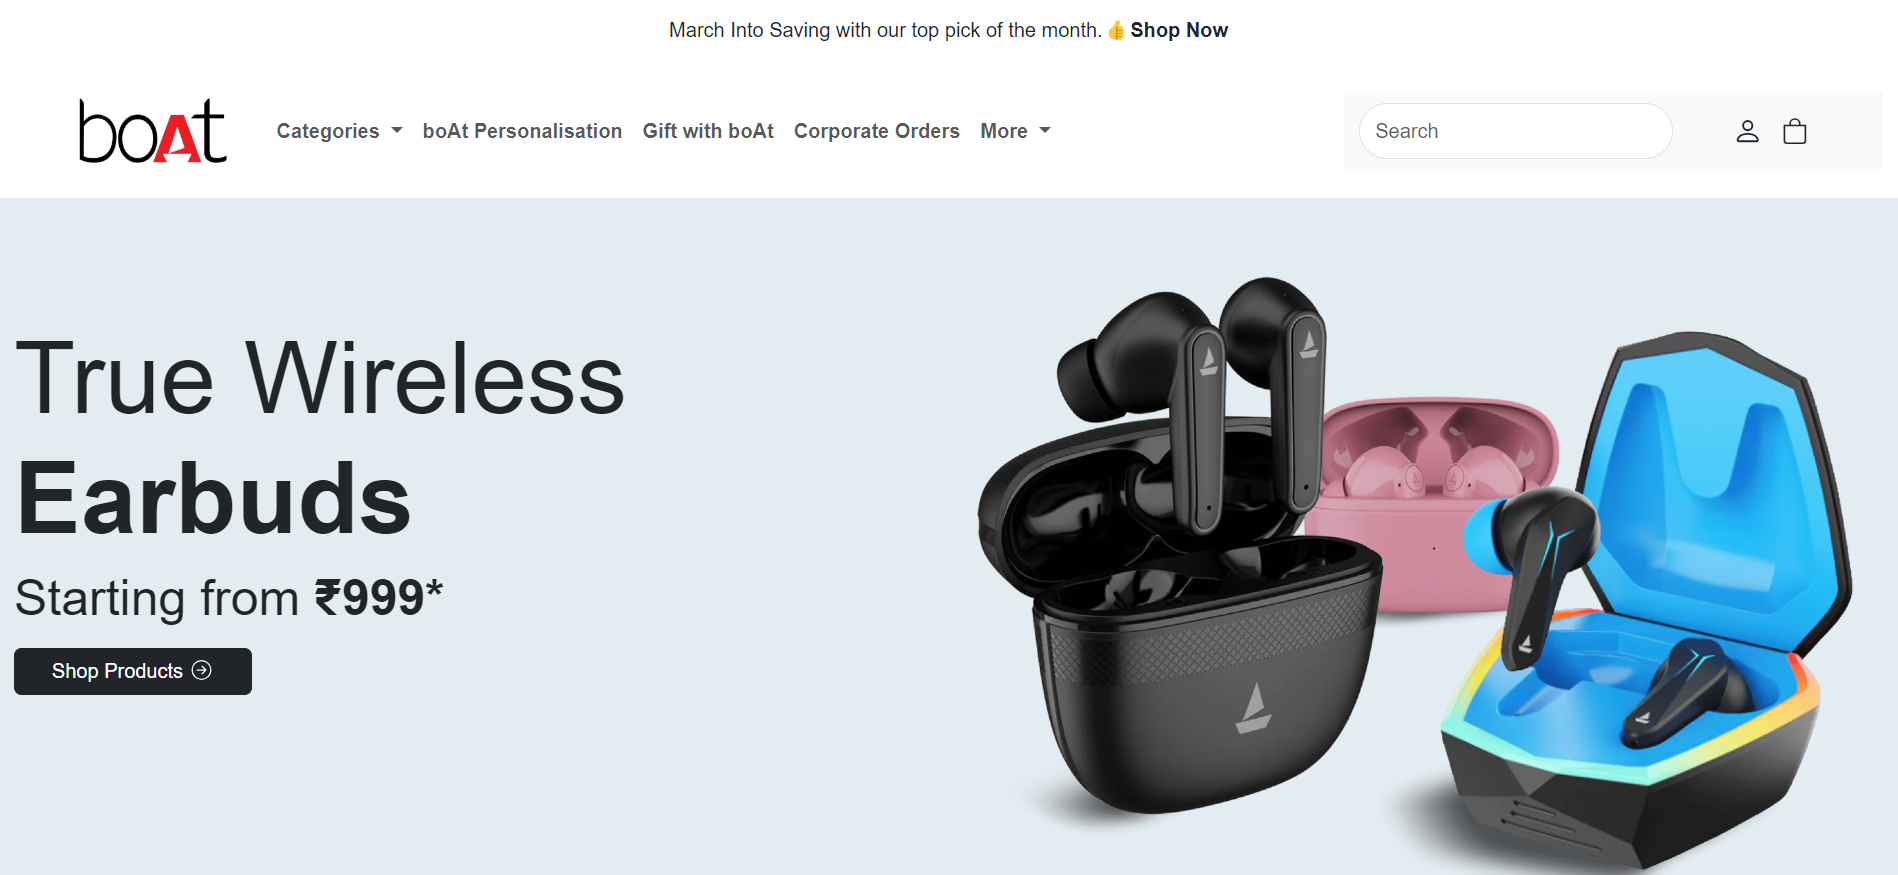 March Into Saving with our top pick of the month.👍Shop Now
boAt
Categories
boAt Personalisation
Gift with boAt
Corporate Orders
More
Search
True Wireless
Earbuds
Starting from ₹999*
Shop Products